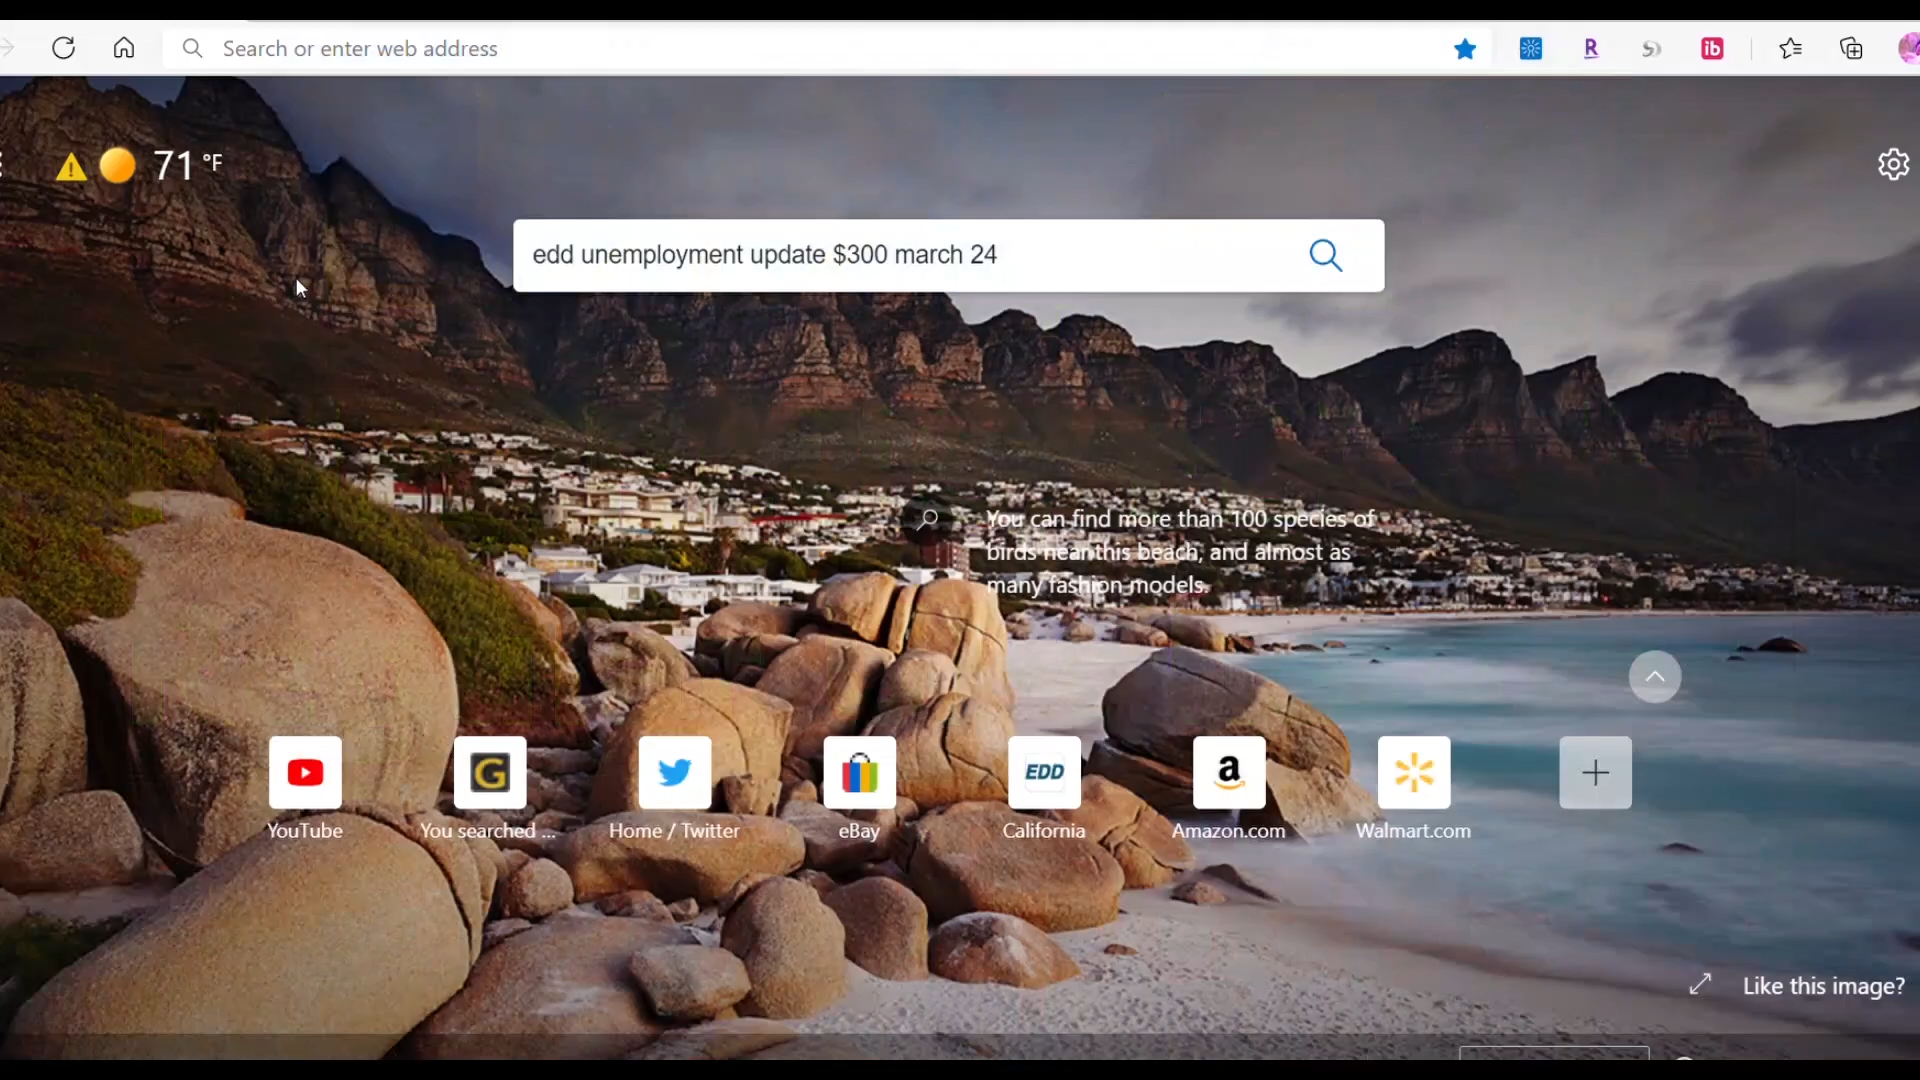 Search or enter web address
R
ib
71 °F
edd unemployment update $300 march 24
You can find more than 100 species of
birds near this beach, and almost as
many fashion models.
G
EDD
a
YouTube
You searched ...
Home / Twitter
eBay
California
Amazon.com
Walmart.com
Like this image?